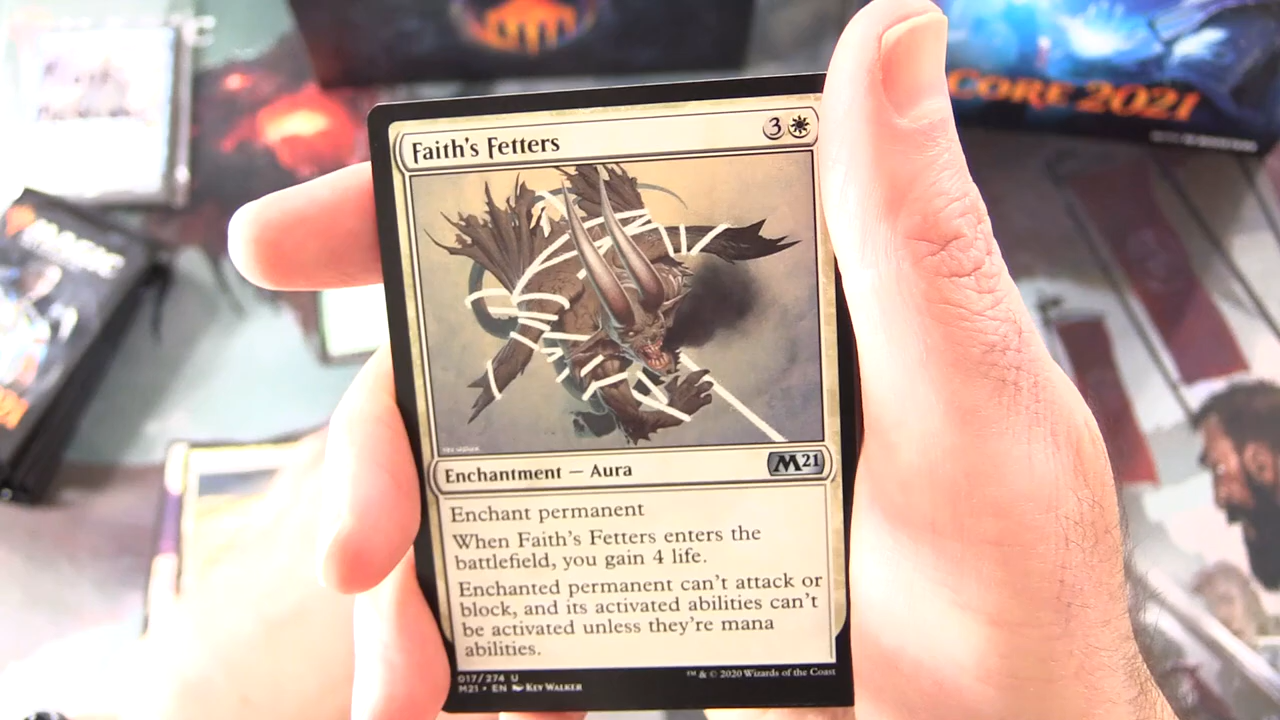 CORE 2021
Faith's Fetters
3
Enchantment — Aura
M21
Enchant permanent
When Faith's Fetters enters the
battlefield, you gain 4 life.
Enchanted permanent can't attack or
block, and its activated abilities can't
be activated unless they're mana
abilities.
017/274 U
M21 • EN KEV WALKER
™ & © 2020 Wizards of the Coast